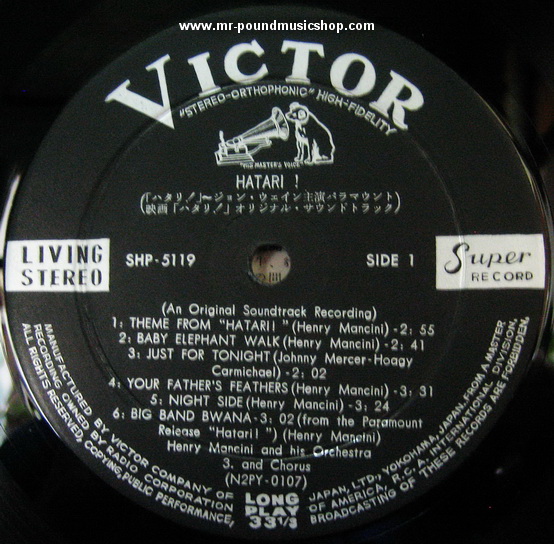 www.mr-poundmusicshop.com
VICTOR
"STEREO-ORTHOPHONIC" HIGH-FIDELITY
"HIS MASTER'S VOICE"
HATARI !
(「ハタリ!」～ジョン・ウェイン主演パラマウント
映画「ハタリ!」オリジナル・サウンドトラック)
LIVING
STEREO
SHP-5119
SIDE 1
Super
RECORD
(An Original Soundtrack Recording)
1: THEME FROM "HATARI! " (Henry Mancini) -2: 55
2: BABY ELEPHANT WALK (Henry Mancini) -2: 41
3: JUST FOR TONIGHT (Johnny Mercer-Hoagy
Carmichael) -2: 02
4: YOUR FATHER'S FEATHERS (Henry Mancini) -3: 31
5: NIGHT SIDE (Henry Mancini) -3: 24
6: BIG BAND BWANA-3: 02 (from the Paramount
Release "Hatari! ") (Henry Mancini)
Henry Mancini and his Orchestra
3. and Chorus
(N2PY-0107)
LONG
PLAY
33⅓
MANUFACTURED BY VICTOR COMPANY OF JAPAN, LTD., YOKOHAMA, JAPAN. FROM A MASTER
RECORDING OWNED BY RADIO CORPORATION OF AMERICA, R.C.A. INTERNATIONAL DIVISION.
ALL RIGHTS RESERVED, COPYING, PUBLIC PERFORMANCE, BROADCASTING OF THESE RECORDS ARE FORBIDDEN.